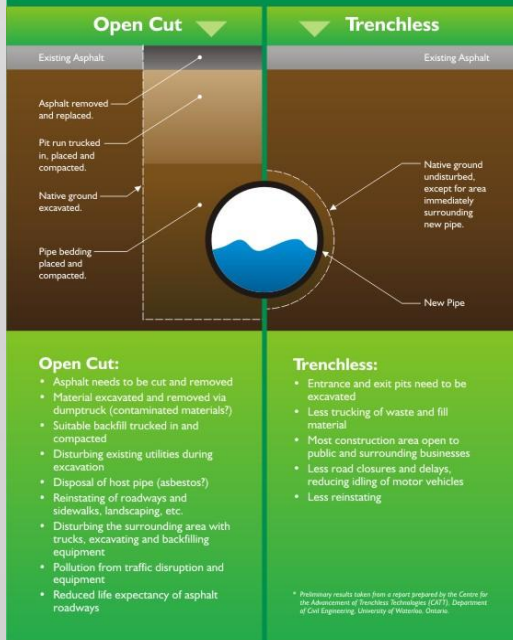 Open Cut
Trenchless
Existing Asphalt
Existing Asphalt
Asphalt removed
and replaced.
Pit run trucked
in, placed and
compacted.
Native ground
excavated.
Pipe bedding
placed and
compacted.
Native ground
undisturbed,
except for area
immediately
surrounding
new pipe.
New Pipe
Open Cut:
• Asphalt needs to be cut and removed
• Material excavated and removed via
dumptruck (contaminated materials?)
• Suitable backfill trucked in and
compacted
• Disturbing existing utilities during
excavation
• Disposal of host pipe (asbestos?)
• Reinstating of roadways and
sidewalks, landscaping, etc.
• Disturbing the surrounding area with
trucks, excavating and backfilling
equipment
• Pollution from traffic disruption and
equipment
• Reduced life expectancy of asphalt
roadways
Trenchless:
• Entrance and exit pits need to be
excavated
• Less trucking of waste and fill
material
• Most construction area open to
public and surrounding businesses
• Less road closures and delays,
reducing idling of motor vehicles
• Less reinstating
* Preliminary results taken from a report prepared by the Centre for
the Advancement of Trenchless Technologies (CATT), Department
of Civil Engineering, University of Waterloo, Ontario.